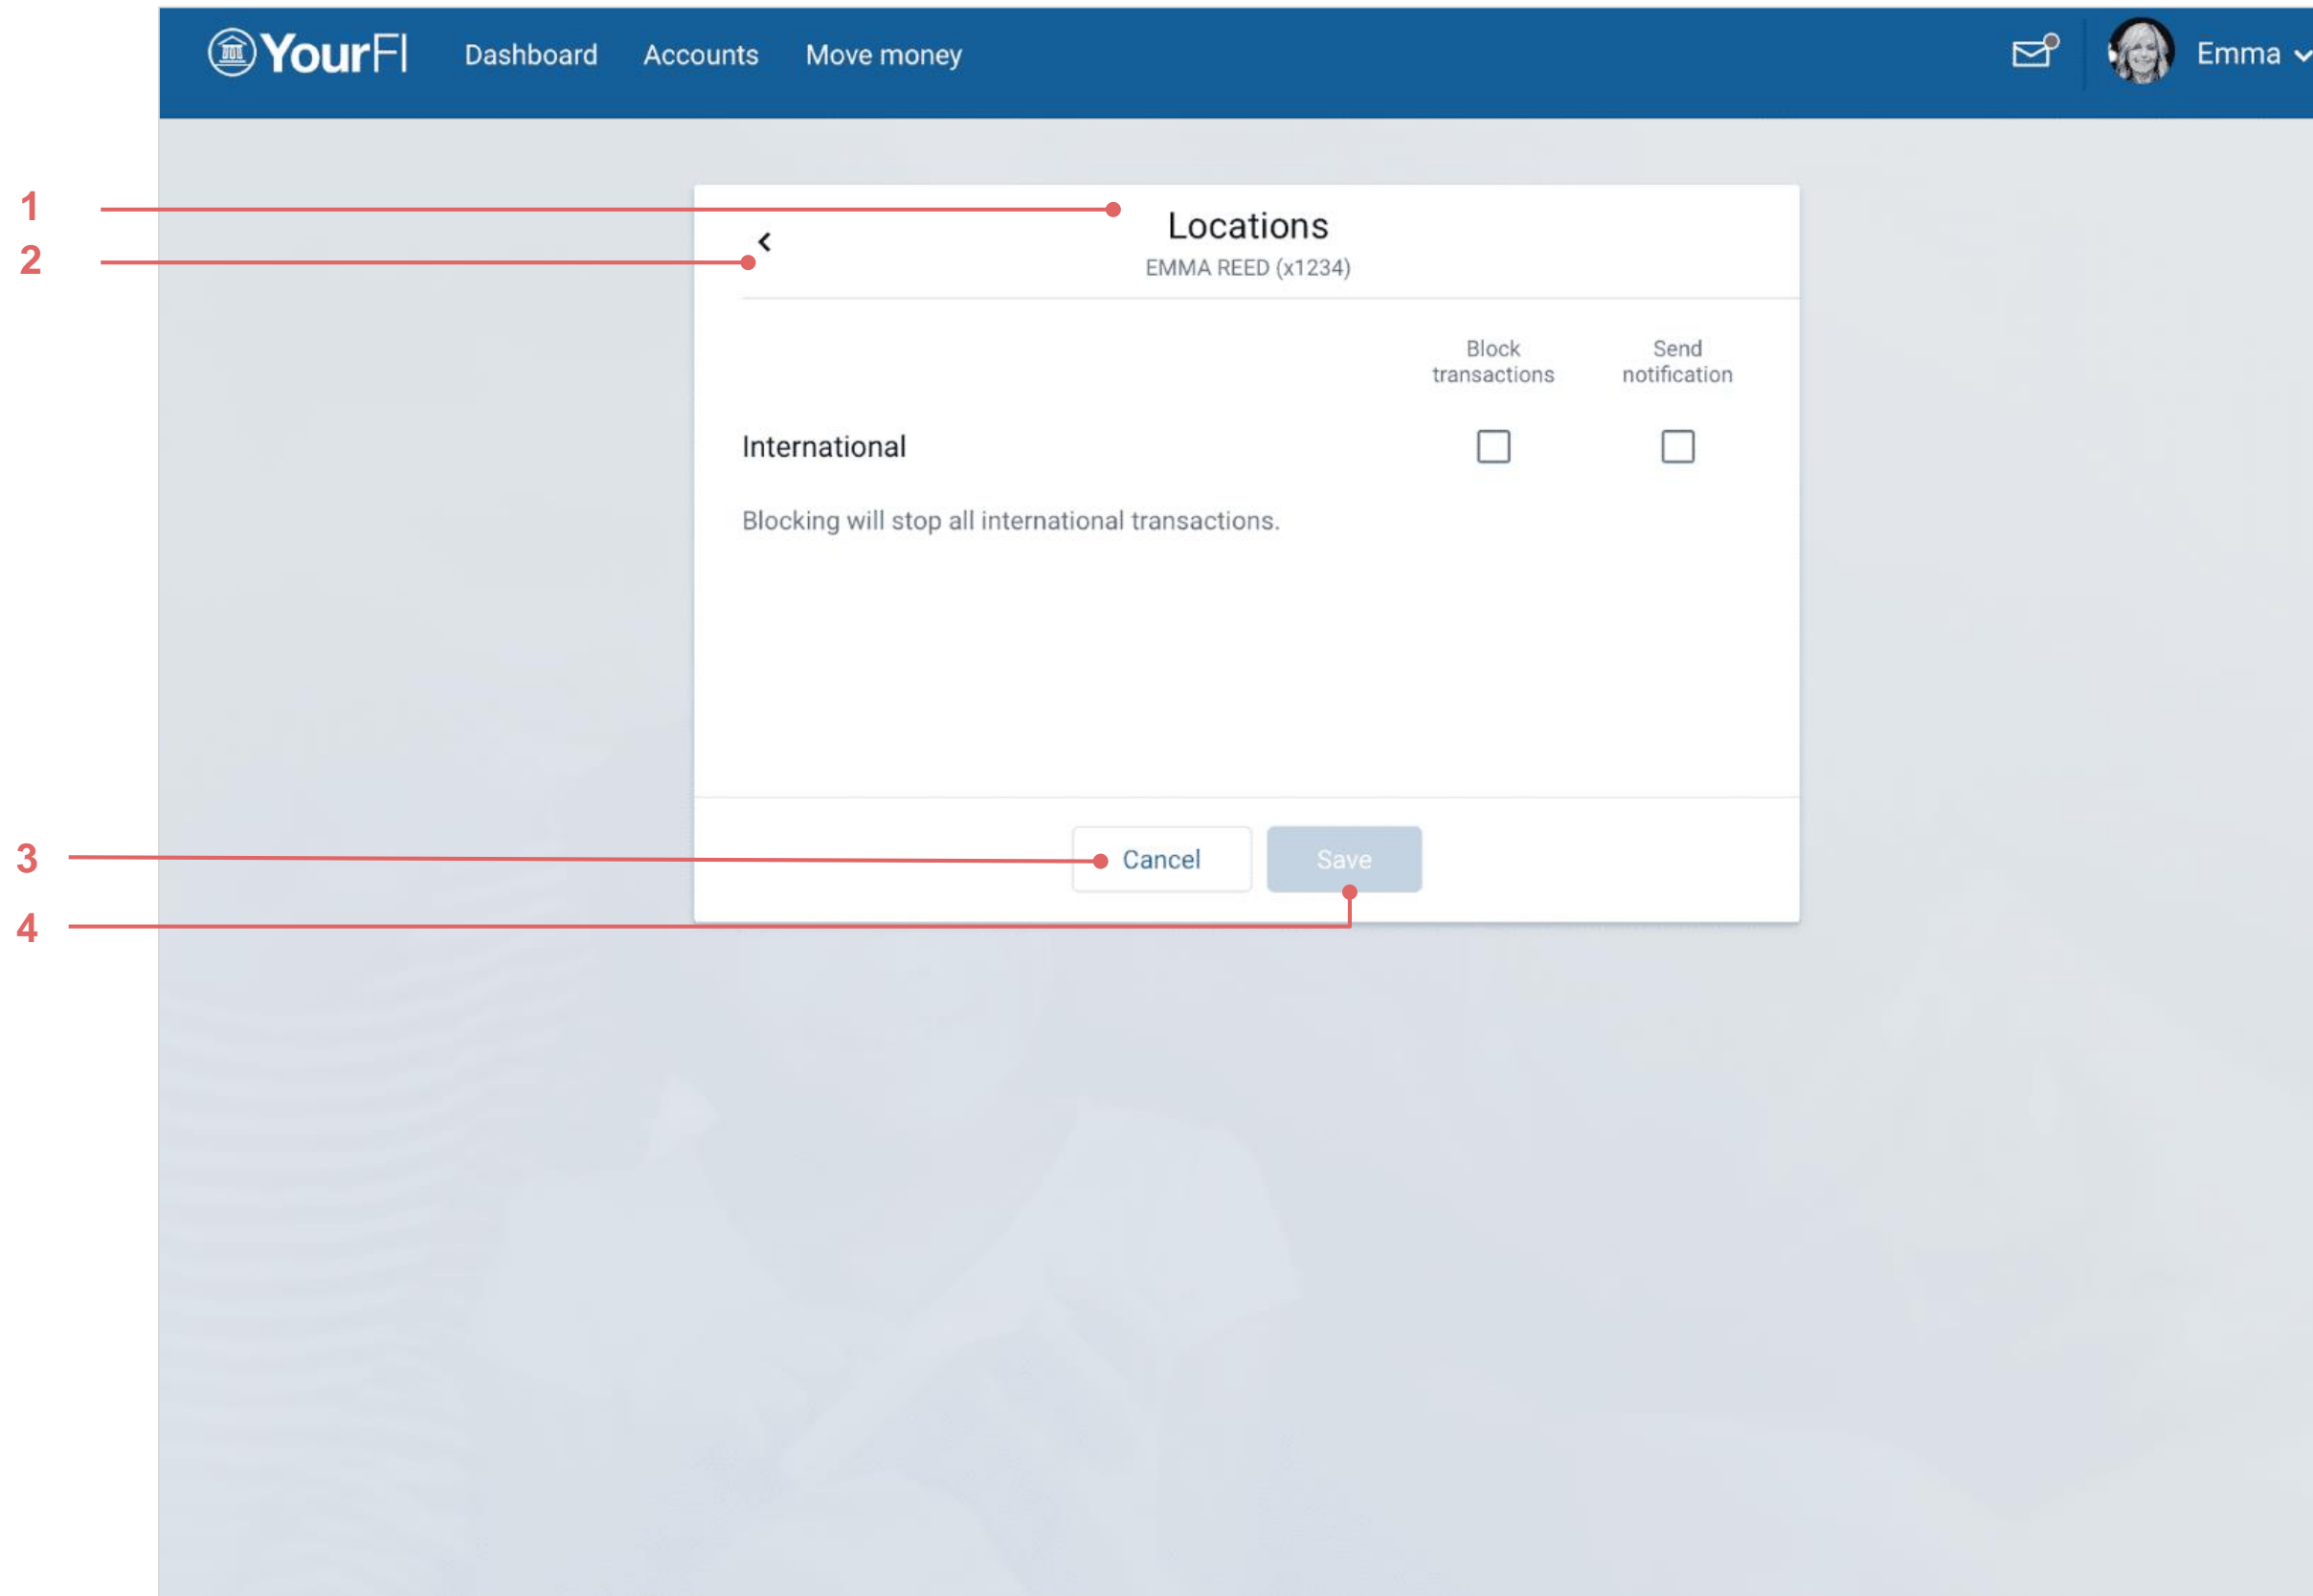 YourFI Dashboard Accounts Move money Emma
1
Locations
2
EMMA REED (x1234)
Block transactions
Send notification
International
Blocking will stop all international transactions.
3
Cancel Save
4